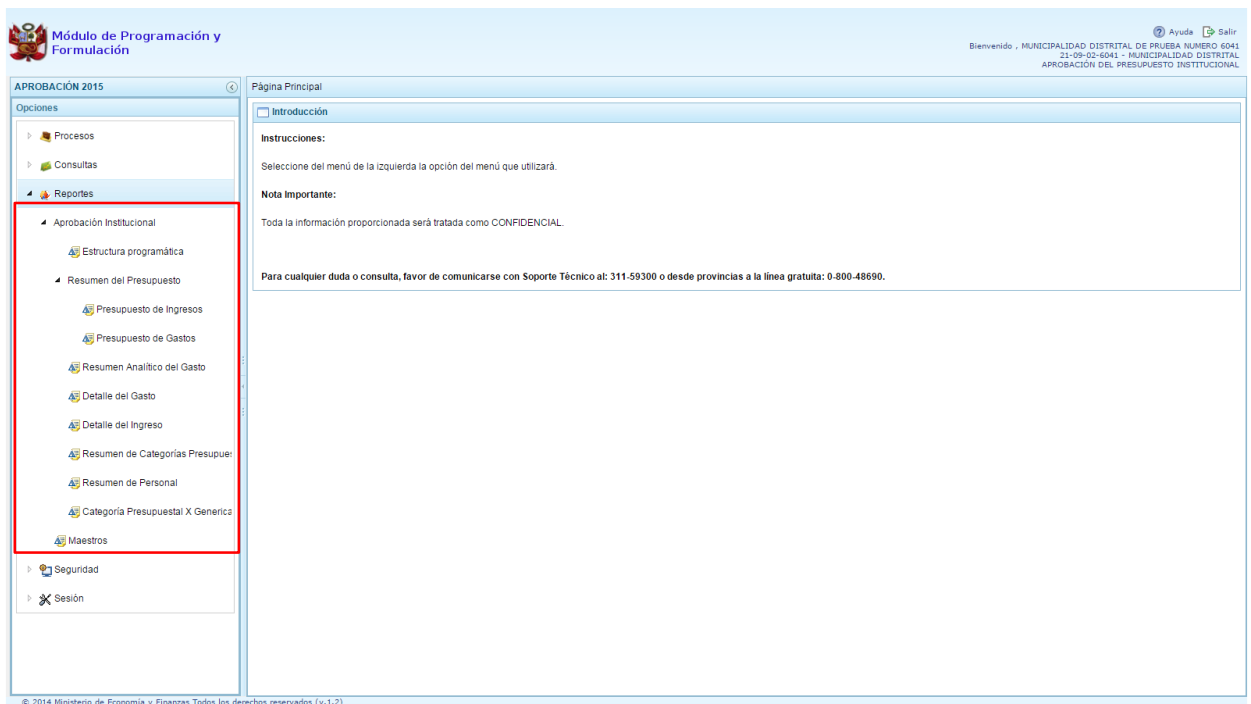 Módulo de Programación y
Formulación
Ayuda Salir
Bienvenido , MUNICIPALIDAD DISTRITAL DE PRUEBA NUMERO 6041
21-09-02-6041 - MUNICIPALIDAD DISTRITAL
APROBACIÓN DEL PRESUPUESTO INSTITUCIONAL
APROBACIÓN 2015
Opciones
Procesos
Consultas
Reportes
Aprobación Institucional
Estructura programática
Resumen del Presupuesto
Presupuesto de Ingresos
Presupuesto de Gastos
Resumen Analítico del Gasto
Detalle del Gasto
Detalle del Ingreso
Resumen de Categorías Presupues
Resumen de Personal
Categoría Presupuestal X Generica
Maestros
Seguridad
Sesión
Página Principal
Introducción
Instrucciones:
Seleccione del menú de la izquierda la opción del menú que utilizará.
Nota Importante:
Toda la información proporcionada será tratada como CONFIDENCIAL.
Para cualquier duda o consulta, favor de comunicarse con Soporte Técnico al: 311-59300 o desde provincias a la línea gratuita: 0-800-48690.
© 2014 Ministerio de Economía y Finanzas Todos los derechos reservados (v.1.2)